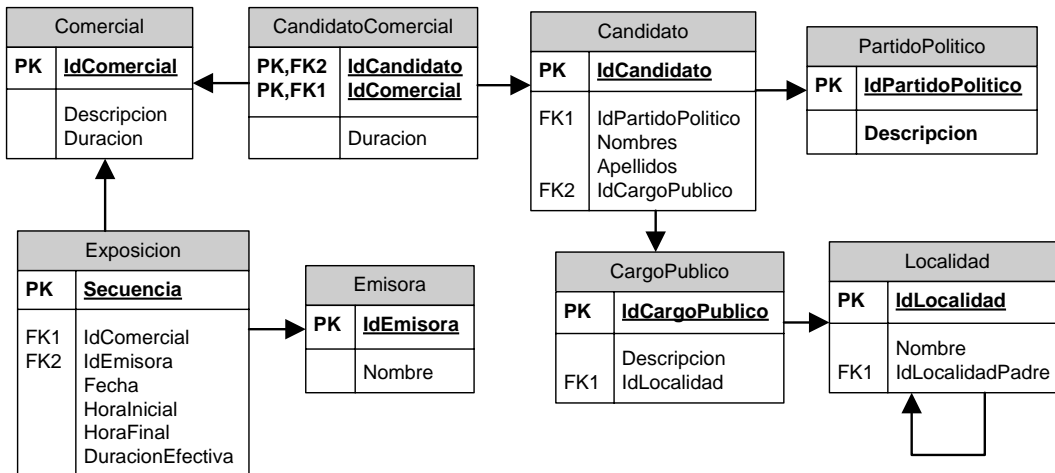 Comercial
PK IdComercial
Descripcion
Duracion
CandidatoComercial
PK,FK2 IdCandidato
PK,FK1 IdComercial
Duracion
Candidato
PK IdCandidato
FK1 IdPartidoPolitico
Nombres
Apellidos
FK2 IdCargoPublico
PartidoPolitico
PK IdPartidoPolitico
Descripcion
Exposicion
PK Secuencia
FK1 IdComercial
FK2 IdEmisora
Fecha
HoraInicial
HoraFinal
DuracionEfectiva
Emisora
PK IdEmisora
Nombre
CargoPublico
PK IdCargoPublico
Descripcion
FK1 IdLocalidad
Localidad
PK IdLocalidad
Nombre
FK1 IdLocalidadPadre